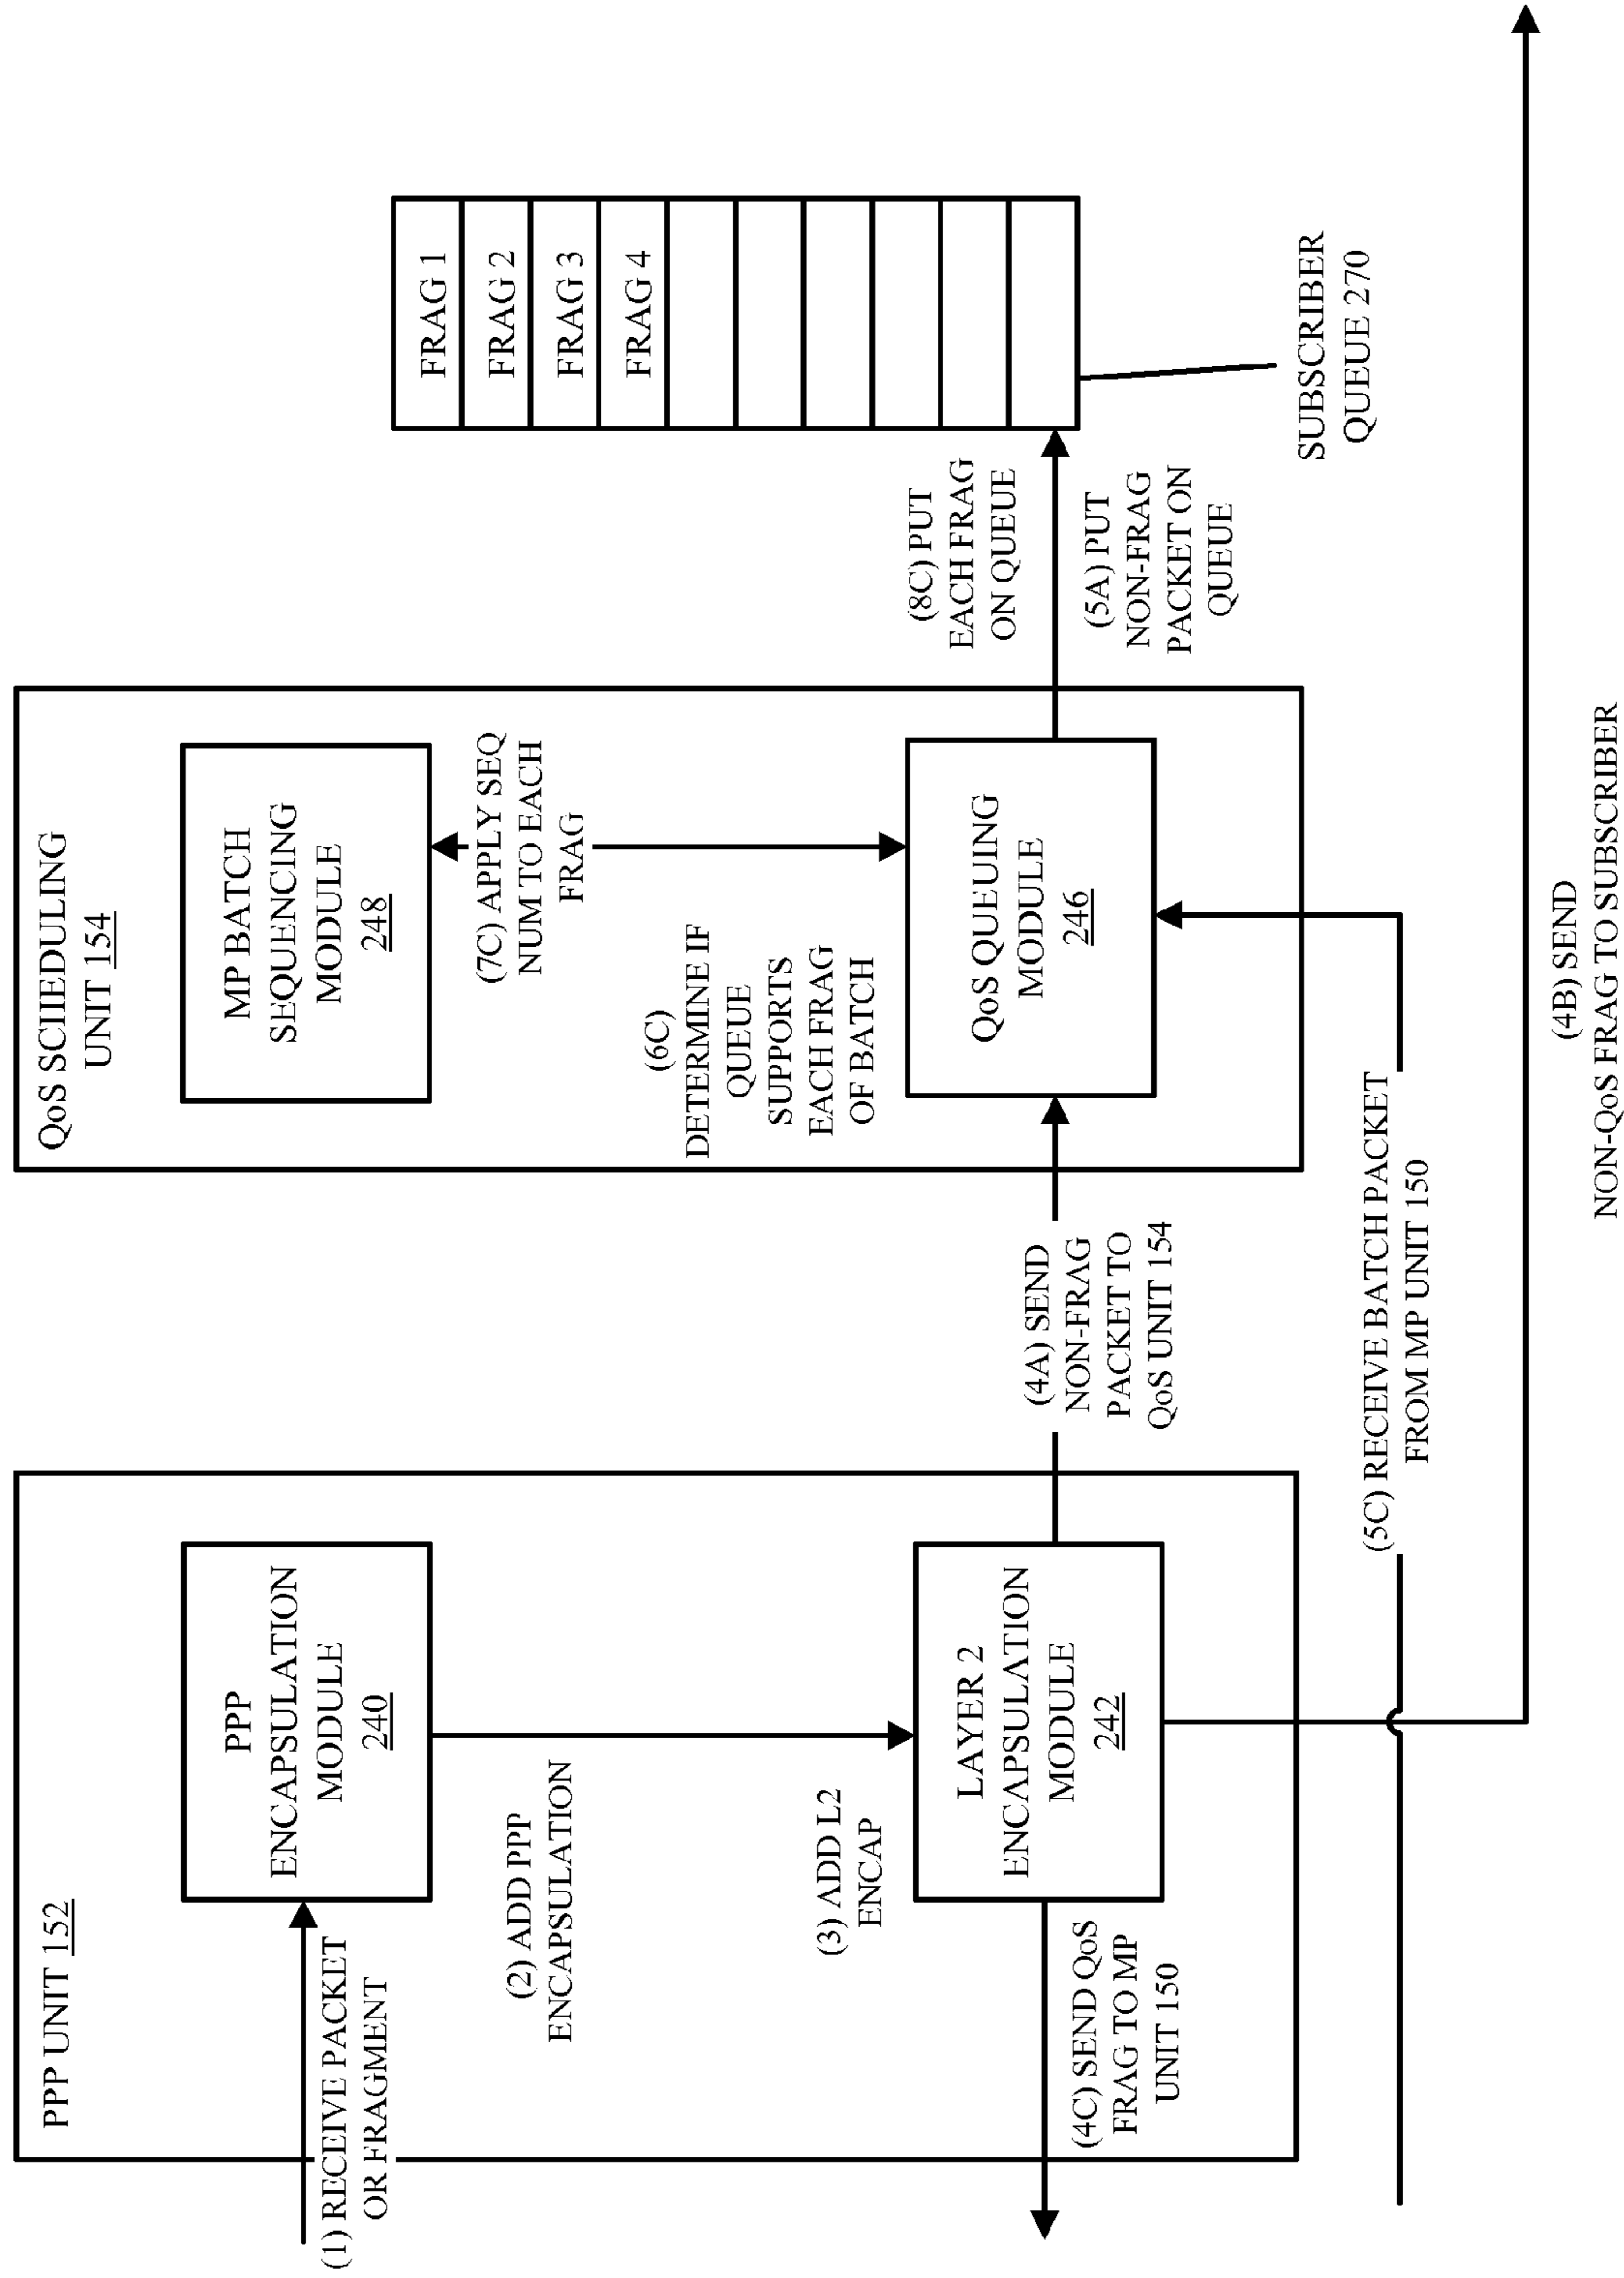 PPP UNIT 152
(1) RECEIVE PACKET
OR FRAGMENT
PPP
ENCAPSULATION
MODULE
240
(2) ADD PPP
ENCAPSULATION
(3) ADD L2
ENCAP
LAYER 2
ENCAPSULATION
MODULE
242
(4C) SEND QoS
FRAG TO MP
UNIT 150
(4A) SEND
NON-FRAG
PACKET TO
QoS UNIT 154
(5C) RECEIVE BATCH PACKET
FROM MP UNIT 150
(4B) SEND
NON-QoS FRAG TO SUBSCRIBER
QoS SCHEDULING
UNIT 154
MP BATCH
SEQUENCING
MODULE
248
(7C) APPLY SEQ
NUM TO EACH
FRAG
(6C)
DETERMINE IF
QUEUE
SUPPORTS
EACH FRAG
OF BATCH
QoS QUEUING
MODULE
246
(8C) PUT
EACH FRAG
ON QUEUE
(5A) PUT
NON-FRAG
PACKET ON
QUEUE
FRAG 1
FRAG 2
FRAG 3
FRAG 4
SUBSCRIBER
QUEUE 270